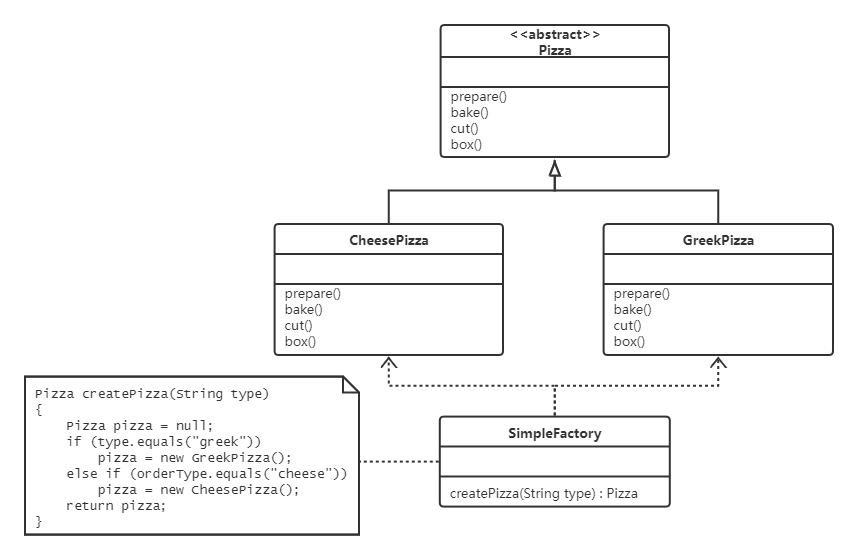 <<abstract>>
Pizza
prepare()
bake()
cut()
box()
CheesePizza
prepare()
bake()
cut()
box()
GreekPizza
prepare()
bake()
cut()
box()
Pizza createPizza(String type)
{
    Pizza pizza = null;
    if (type.equals("greek"))
        pizza = new GreekPizza();
    else if (orderType.equals("cheese"))
        pizza = new CheesePizza();
    return pizza;
}
SimpleFactory
createPizza(String type) : Pizza